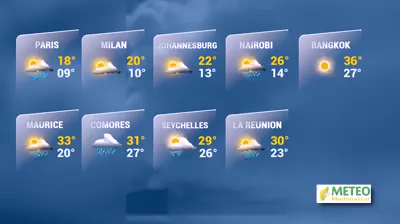 PARIS
18°
09°
MILAN
20°
10°
JOHANNESBURG
22°
13°
NAIROBI
26°
14°
BANGKOK
36°
27°
MAURICE
33°
20°
COMORES
31°
27°
SEYCHELLES
29°
26°
LA REUNION
30°
23°
METEO
Madagascar